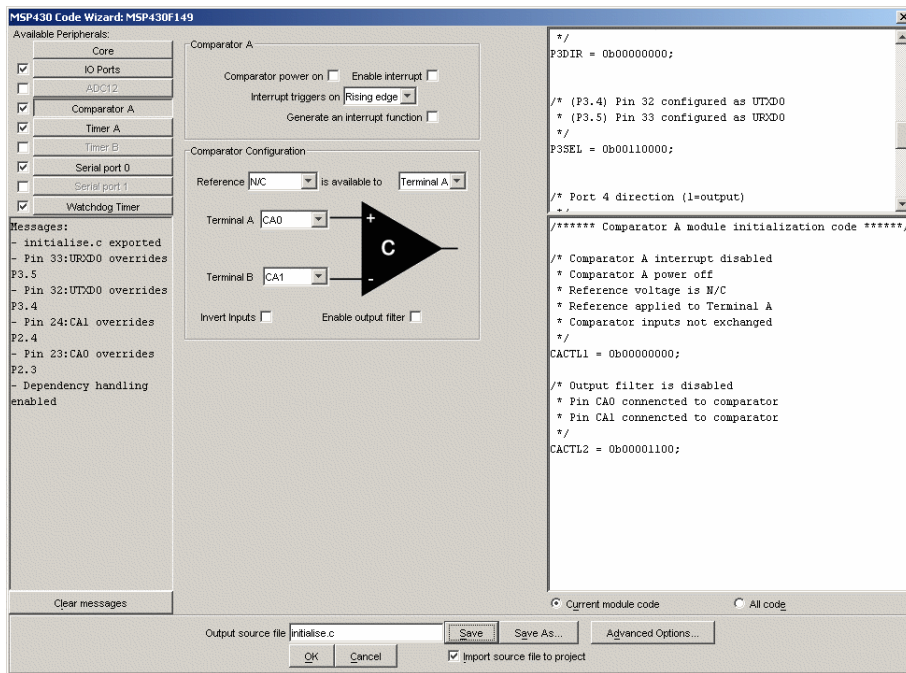 MSP430 Code Wizard: MSP430F149
Available Peripherals:
Core
IO Ports
ADC12
Comparator A
Timer A
Timer B
Serial port 0
Serial port 1
Watchdog Timer
Messages:
- initialise.c exported
- Pin 33:URXD0 overrides
P3.5
- Pin 32:UTXD0 overrides
P3.4
- Pin 24:CA1 overrides
P2.4
- Pin 23:CA0 overrides
P2.3
- Dependency handling
enabled
Clear messages
Comparator A
Comparator power on
Enable interrupt
Interrupt triggers on Rising edge
Generate an interrupt function
Comparator Configuration
Reference N/C is available to Terminal A
Terminal A CA0
+
C
Terminal B CA1
-
Invert Inputs
Enable output filter
*/
P3DIR = 0b00000000;
/* (P3.4) Pin 32 configured as UTXD0
* (P3.5) Pin 33 configured as URXD0
*/
P3SEL = 0b00110000;
/* Port 4 direction (1=output)
/****** Comparator A module initialization code ******/
/* Comparator A interrupt disabled
* Comparator A power off
* Reference voltage is N/C
* Reference applied to Terminal A
* Comparator inputs not exchanged
*/
CACTL1 = 0b00000000;
/* Output filter is disabled
* Pin CA0 connencted to comparator
* Pin CA1 connencted to comparator
*/
CACTL2 = 0b00001100;
Current module code
All code
Output source file initialise.c
Save
Save As...
Advanced Options...
OK
Cancel
Import source file to project